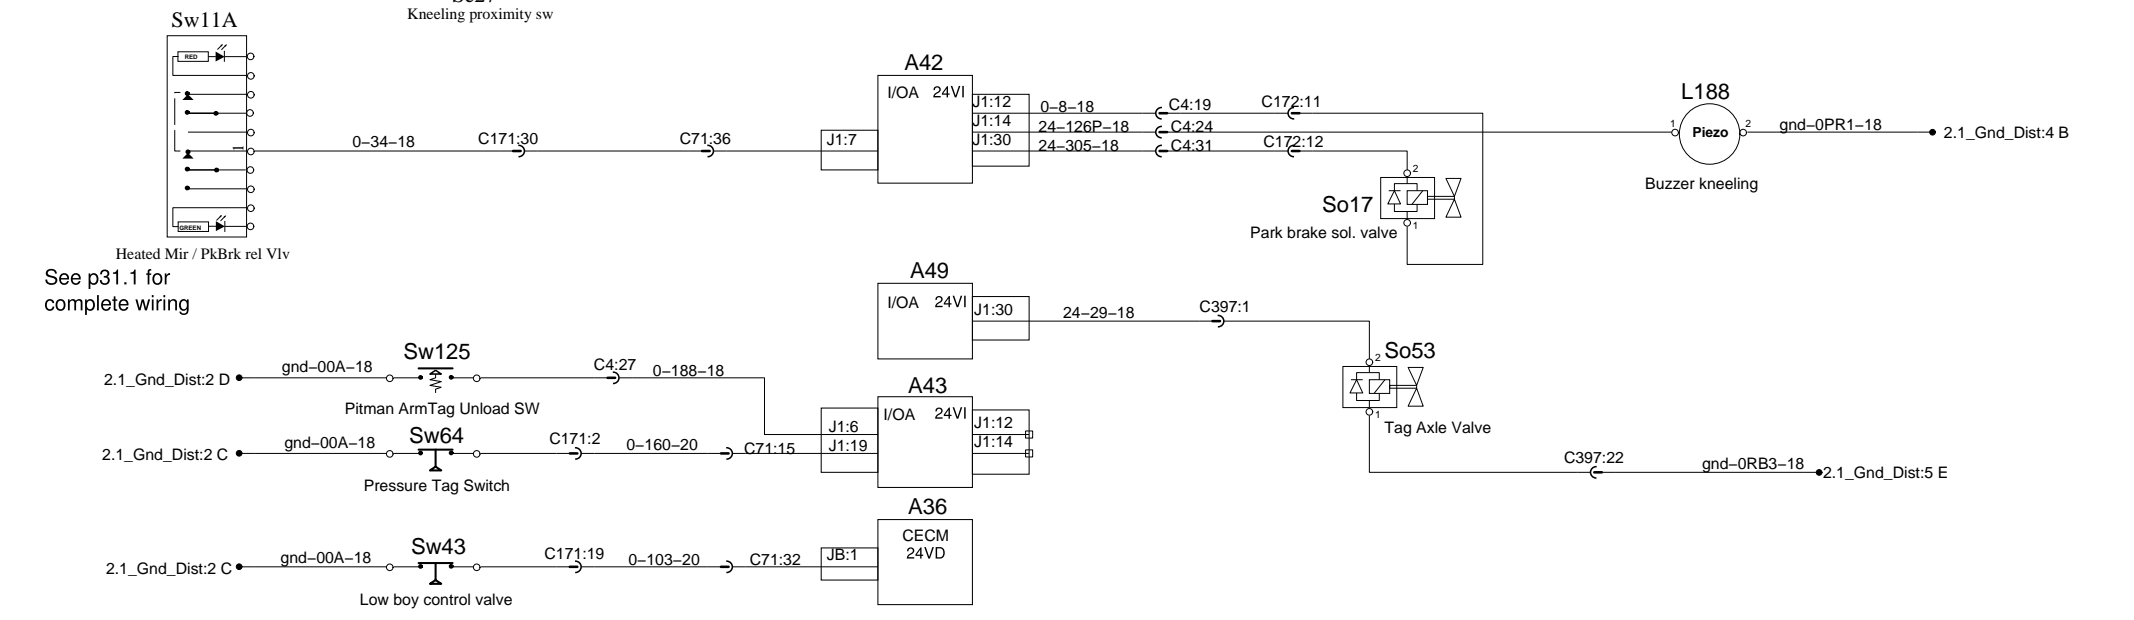 Kneeling proximity sw
Sw11A
RED
GREEN
Heated Mir / PkBrk rel Vlv
See p31.1 for
complete wiring
0–34–18
C171:30
C71:36
J1:7
A42
I/OA 24VI
J1:12
J1:14
J1:30
0–8–18
C4:19
C172:11
24–126P–18
C4:24
24–305–18
C4:31
C172:12
2
So17
1
Park brake sol. valve
L188
1
Piezo
2
gnd–0PR1–18
2.1_Gnd_Dist:4 B
Buzzer kneeling
A49
I/OA 24VI
J1:30
24–29–18
C397:1
2
So53
1
Tag Axle Valve
C397:22
gnd–0RB3–18
2.1_Gnd_Dist:5 E
2.1_Gnd_Dist:2 D
gnd–00A–18
Sw125
C4:27
0–188–18
Pitman ArmTag Unload SW
A43
I/OA 24VI
J1:6
J1:19
J1:12
J1:14
2.1_Gnd_Dist:2 C
gnd–00A–18
Sw64
C171:2
0–160–20
C71:15
Pressure Tag Switch
A36
CECM
24VD
JB:1
2.1_Gnd_Dist:2 C
gnd–00A–18
Sw43
C171:19
0–103–20
C71:32
Low boy control valve